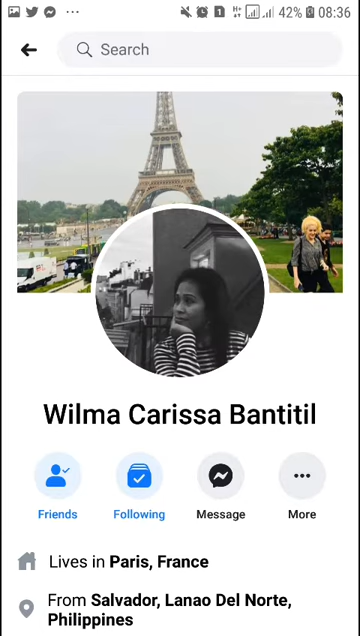 42% 08:36
Search
Wilma Carissa Bantitil
Friends
Following
Message
More
Lives in Paris, France
From Salvador, Lanao Del Norte,
Philippines